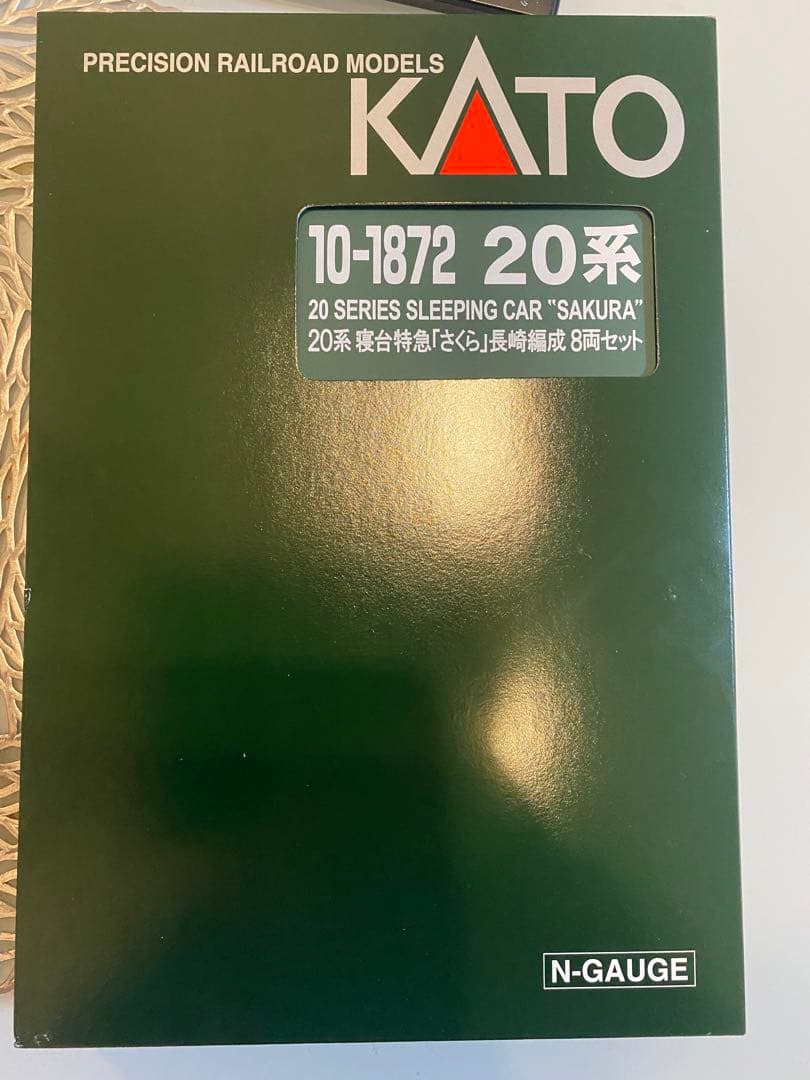 PRECISION RAILROAD MODELS
KATO
10-1872 20系
20 SERIES SLEEPING CAR "SAKURA"
20系 寝台特急「さくら」長崎編成 8両セット
N-GAUGE